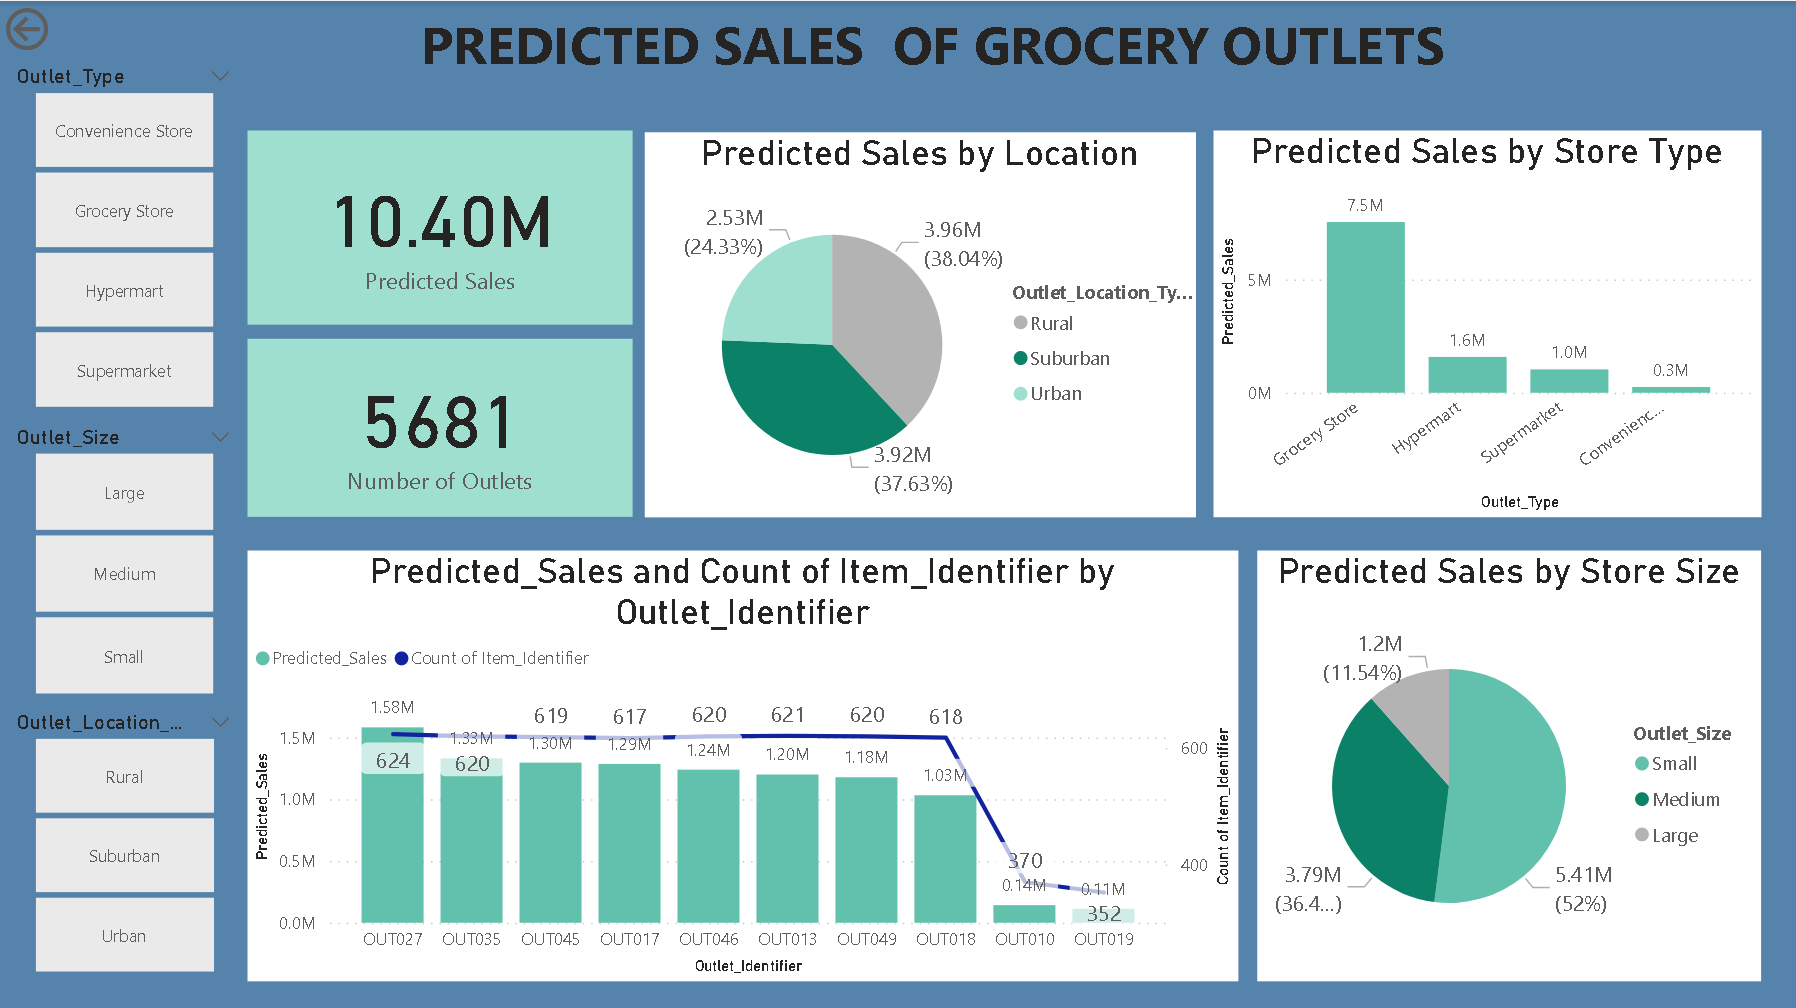 PREDICTED SALES OF GROCERY OUTLETS
Outlet_Type
Convenience Store
Grocery Store
Hypermart
Supermarket
Outlet_Size
Large
Medium
Small
Outlet_Location_...
Rural
Suburban
Urban
10.40M
Predicted Sales
5681
Number of Outlets
Predicted Sales by Location
2.53M
(24.33%)
3.96M
(38.04%)
3.92M
(37.63%)
Outlet_Location_Ty...
Rural
Suburban
Urban
Predicted Sales by Store Type
Predicted_Sales
5M
0M
7.5M
1.6M
1.0M
0.3M
Grocery Store
Hypermart
Supermarket
Convenienc...
Outlet_Type
Predicted_Sales and Count of Item_Identifier by
Outlet_Identifier
Predicted_Sales
Count of Item_Identifier
Predicted_Sales
1.5M
1.0M
0.5M
0.0M
1.58M
1.33M
1.30M
1.29M
1.24M
1.20M
1.18M
1.03M
0.14M
0.11M
624
620
619
617
620
621
620
618
370
352
600
400
Count of Item_Identifier
OUT027
OUT035
OUT045
OUT017
OUT046
OUT013
OUT049
OUT018
OUT010
OUT019
Outlet_Identifier
Predicted Sales by Store Size
1.2M
(11.54%)
3.79M
(36.4...)
5.41M
(52%)
Outlet_Size
Small
Medium
Large